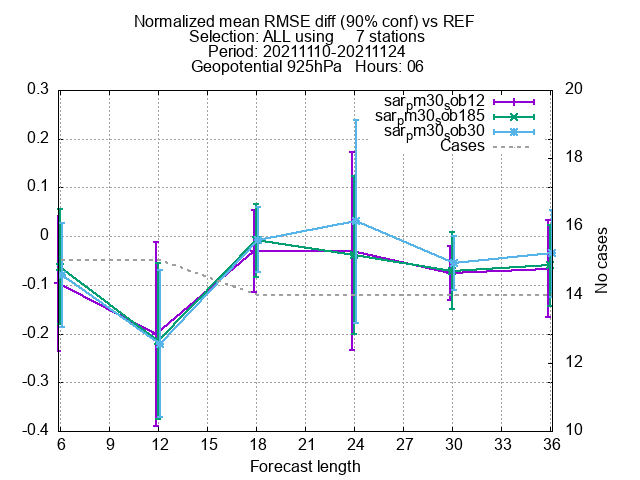 Normalized mean RMSE diff (90% conf) vs REF
Selection: ALL using 7 stations
Period: 20211110-20211124
Geopotential 925hPa Hours: 06
sarpm30sob12
sarpm30sob185
sarpm30sob30
Cases
0.3
0.2
0.1
0
-0.1
-0.2
-0.3
-0.4
20
18
16
14
12
10
No cases
6 9 12 15 18 21 24 27 30 33 36
Forecast length